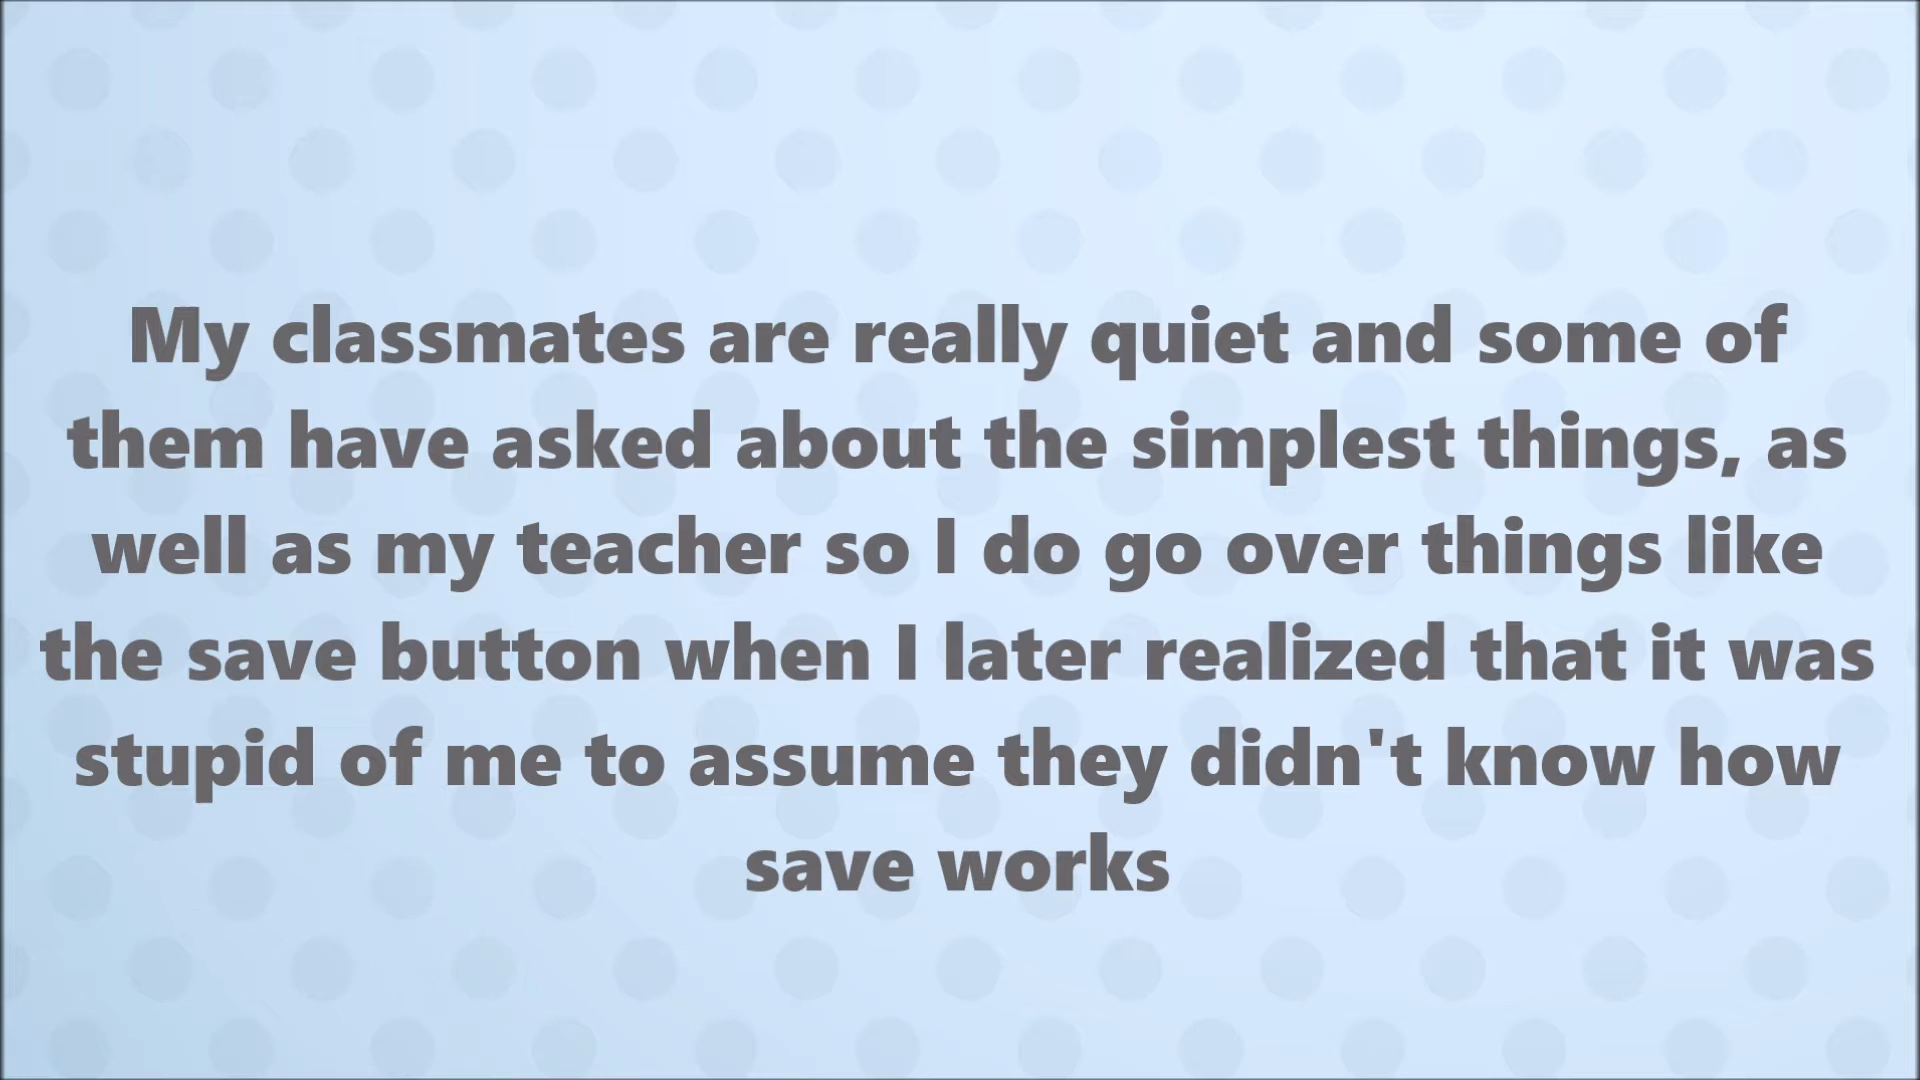 My classmates are really quiet and some of
them have asked about the simplest things, as
well as my teacher so I do go over things like
the save button when I later realized that it was
stupid of me to assume they didn't know how
save works